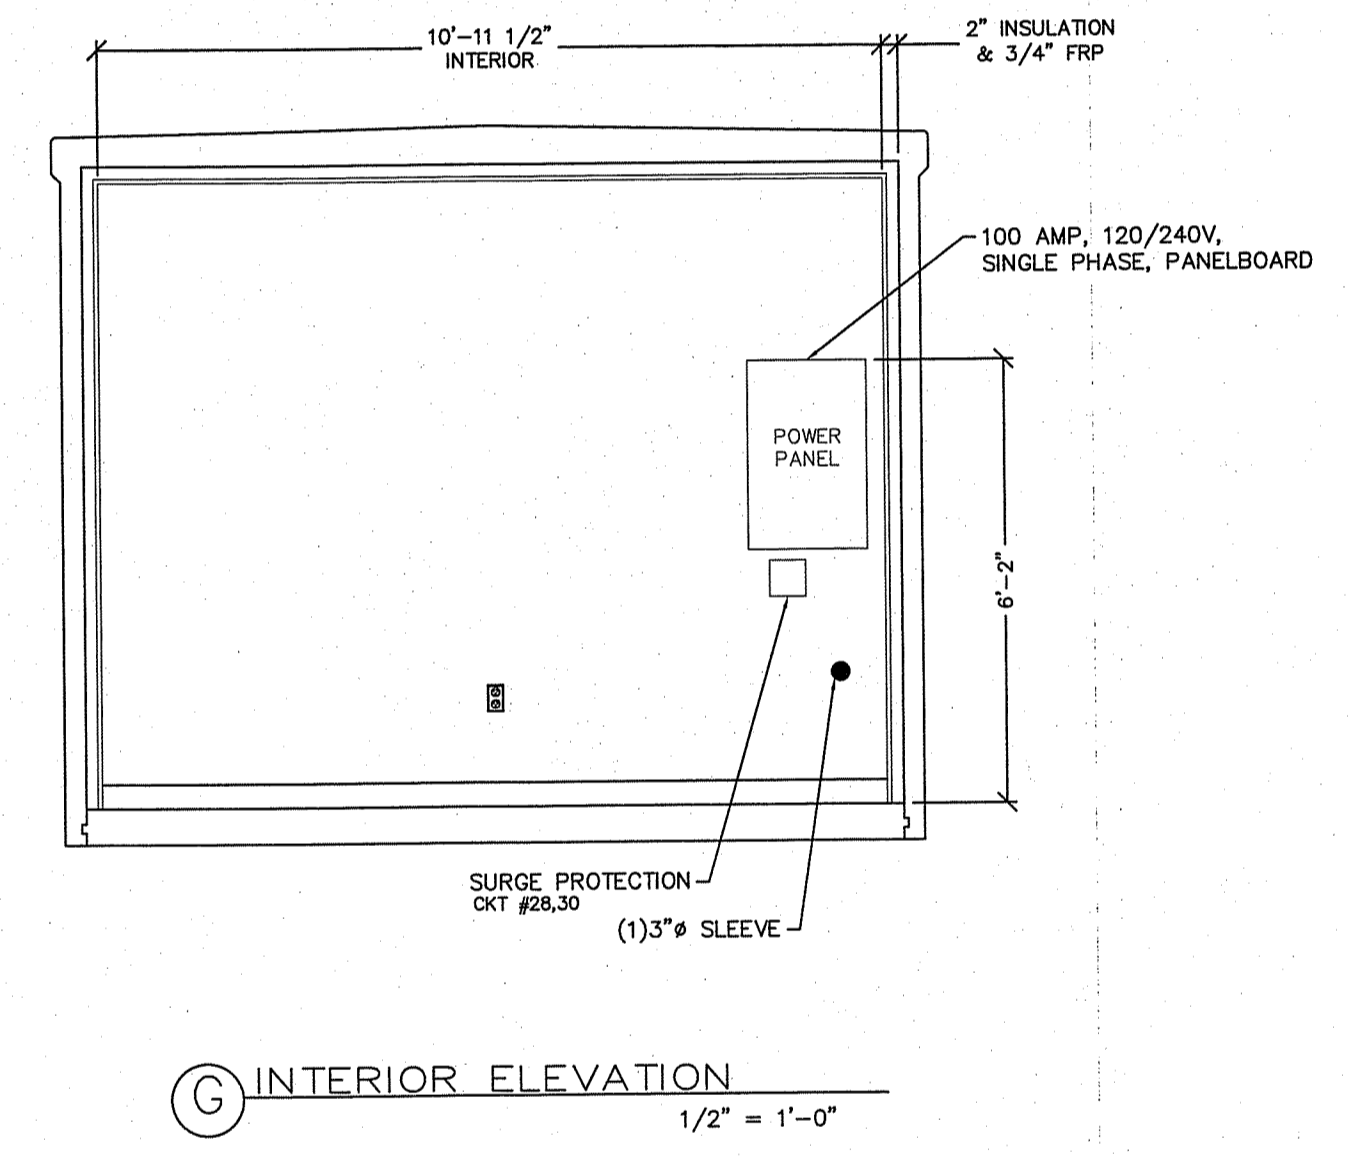 10'-11 1/2"
INTERIOR
2" INSULATION
& 3/4" FRP
100 AMP, 120/240V,
SINGLE PHASE, PANELBOARD
POWER
PANEL
6'-2"
SURGE PROTECTION
CKT #28,30
(1)3"ø SLEEVE
G INTERIOR ELEVATION
1/2" = 1'-0"